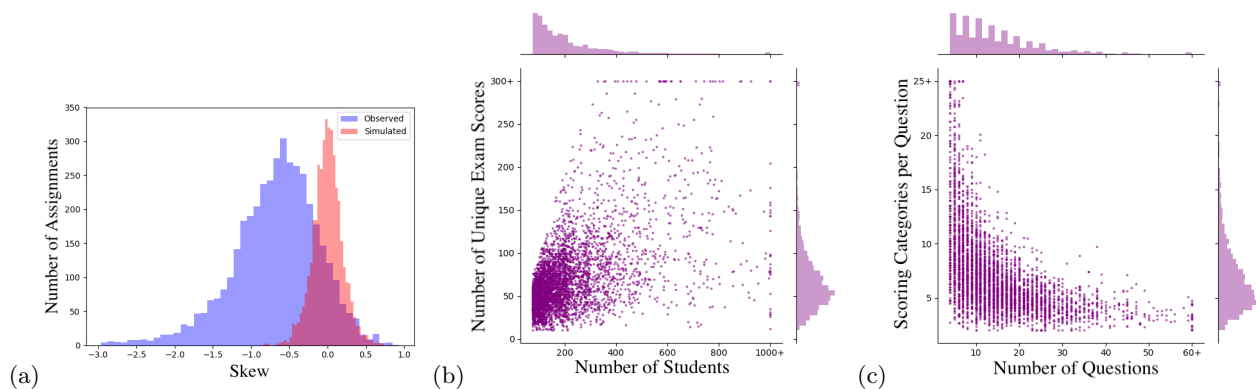 (a)
Number of Assignments
350
300
250
200
150
100
50
0
Observed
Simulated
−3.0 −2.5 −2.0 −1.5 −1.0 −0.5 0.0 0.5 1.0
Skew
(b)
Number of Unique Exam Scores
300+
250
200
150
100
50
0
200 400 600 800 1000+
Number of Students
(c)
Scoring Categories per Question
25+
20
15
10
5
10 20 30 40 50 60+
Number of Questions